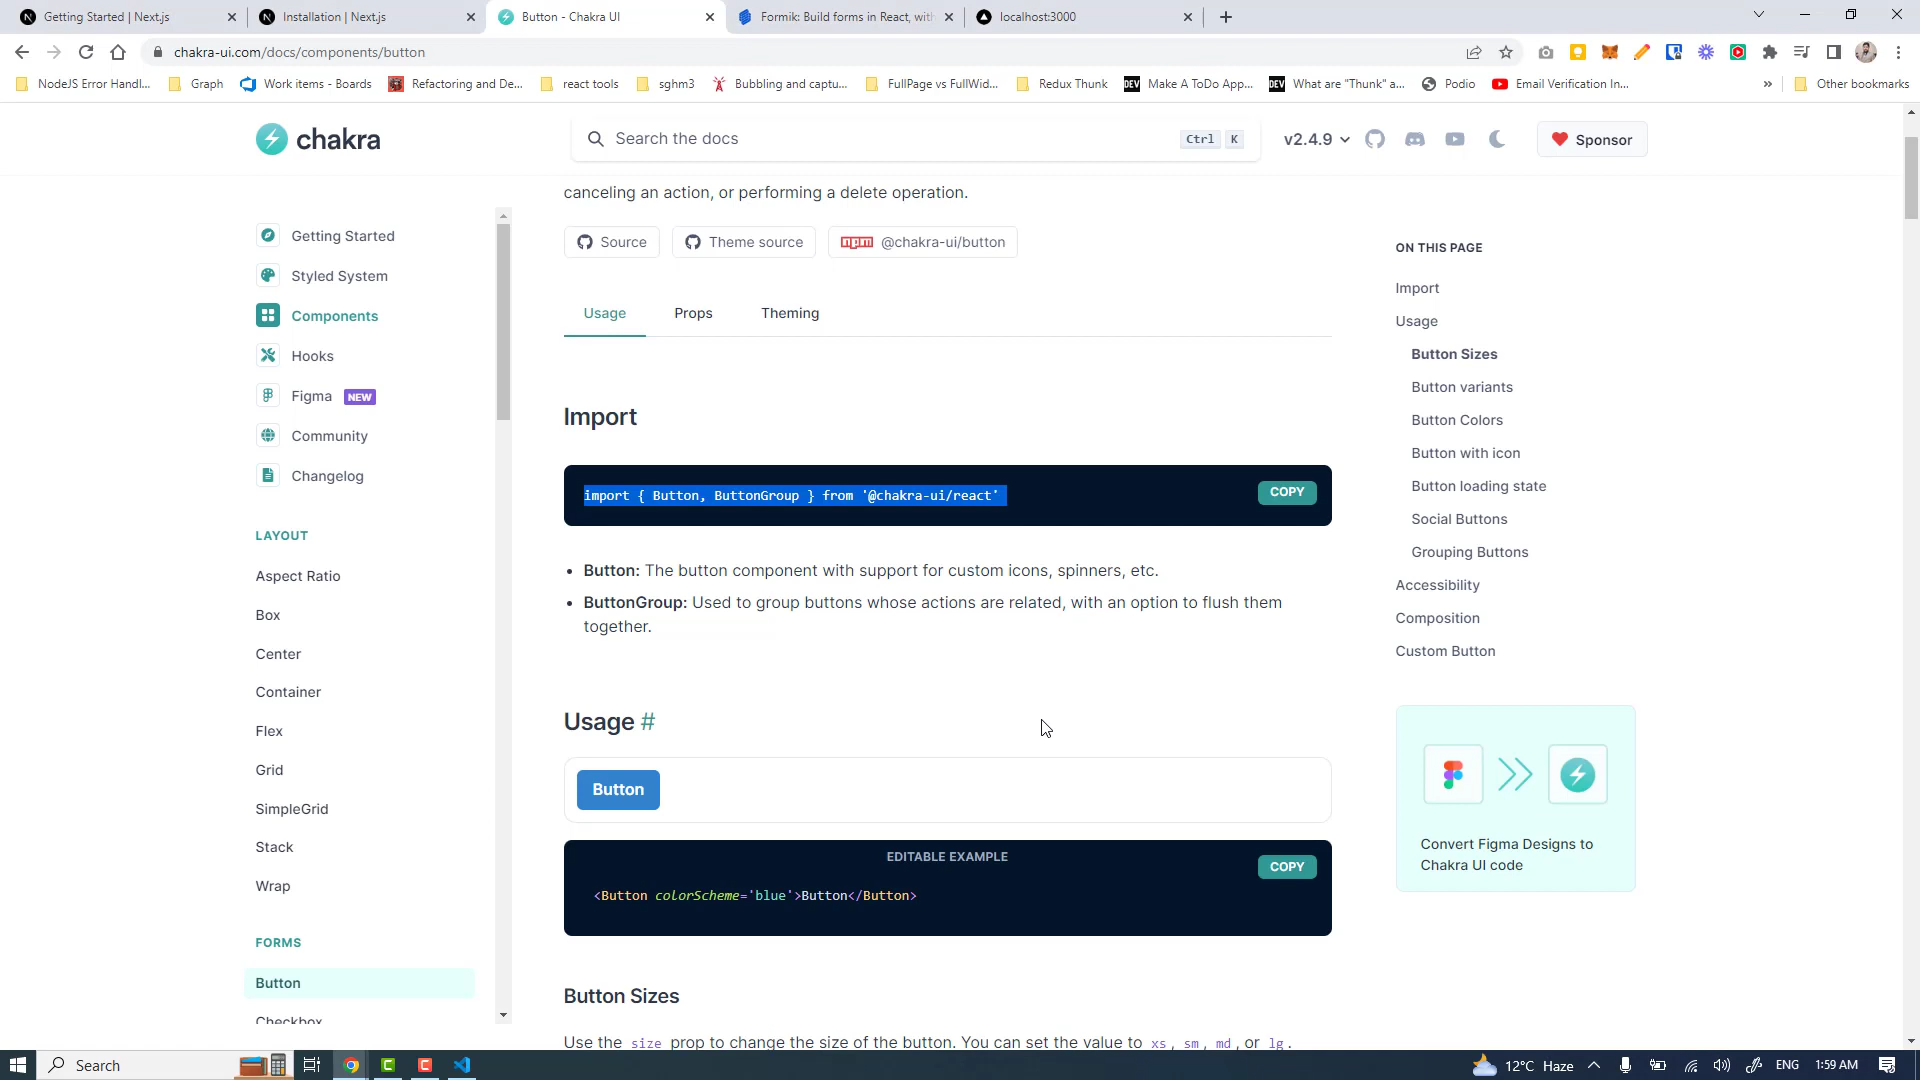 Getting Started | Next.js
Installation | Next.js
Button - Chakra UI
Formik: Build forms in React, wit
localhost:3000
chakra-ui.com/docs/components/button
NodeJS Error Handl...
Graph
Work items - Boards
Refactoring and De...
react tools
sghm3
Bubbling and captu...
FullPage vs FullWid...
Redux Thunk
DEV
Make A ToDo App...
DEV
What are "Thunk" a...
Podio
Email Verification In...
»
Other bookmarks
chakra
Search the docs
Ctrl K
v2.4.9
Sponsor
canceling an action, or performing a delete operation.
Source
Theme source
npm @chakra-ui/button
Getting Started
Styled System
Components
Hooks
Figma NEW
Community
Changelog
LAYOUT
Aspect Ratio
Box
Center
Container
Flex
Grid
SimpleGrid
Stack
Wrap
FORMS
Button
Checkbox
Usage
Props
Theming
Import
import { Button, ButtonGroup } from '@chakra-ui/react'
COPY
• Button: The button component with support for custom icons, spinners, etc.
• ButtonGroup: Used to group buttons whose actions are related, with an option to flush them
together.
Usage #
Button
EDITABLE EXAMPLE
COPY
<Button colorScheme='blue'>Button</Button>
Button Sizes
Use the size prop to change the size of the button. You can set the value to xs, sm, md, or lg.
ON THIS PAGE
Import
Usage
Button Sizes
Button variants
Button Colors
Button with icon
Button loading state
Social Buttons
Grouping Buttons
Accessibility
Composition
Custom Button
Convert Figma Designs to
Chakra UI code
Search
12°C Haze
ENG
1:59 AM